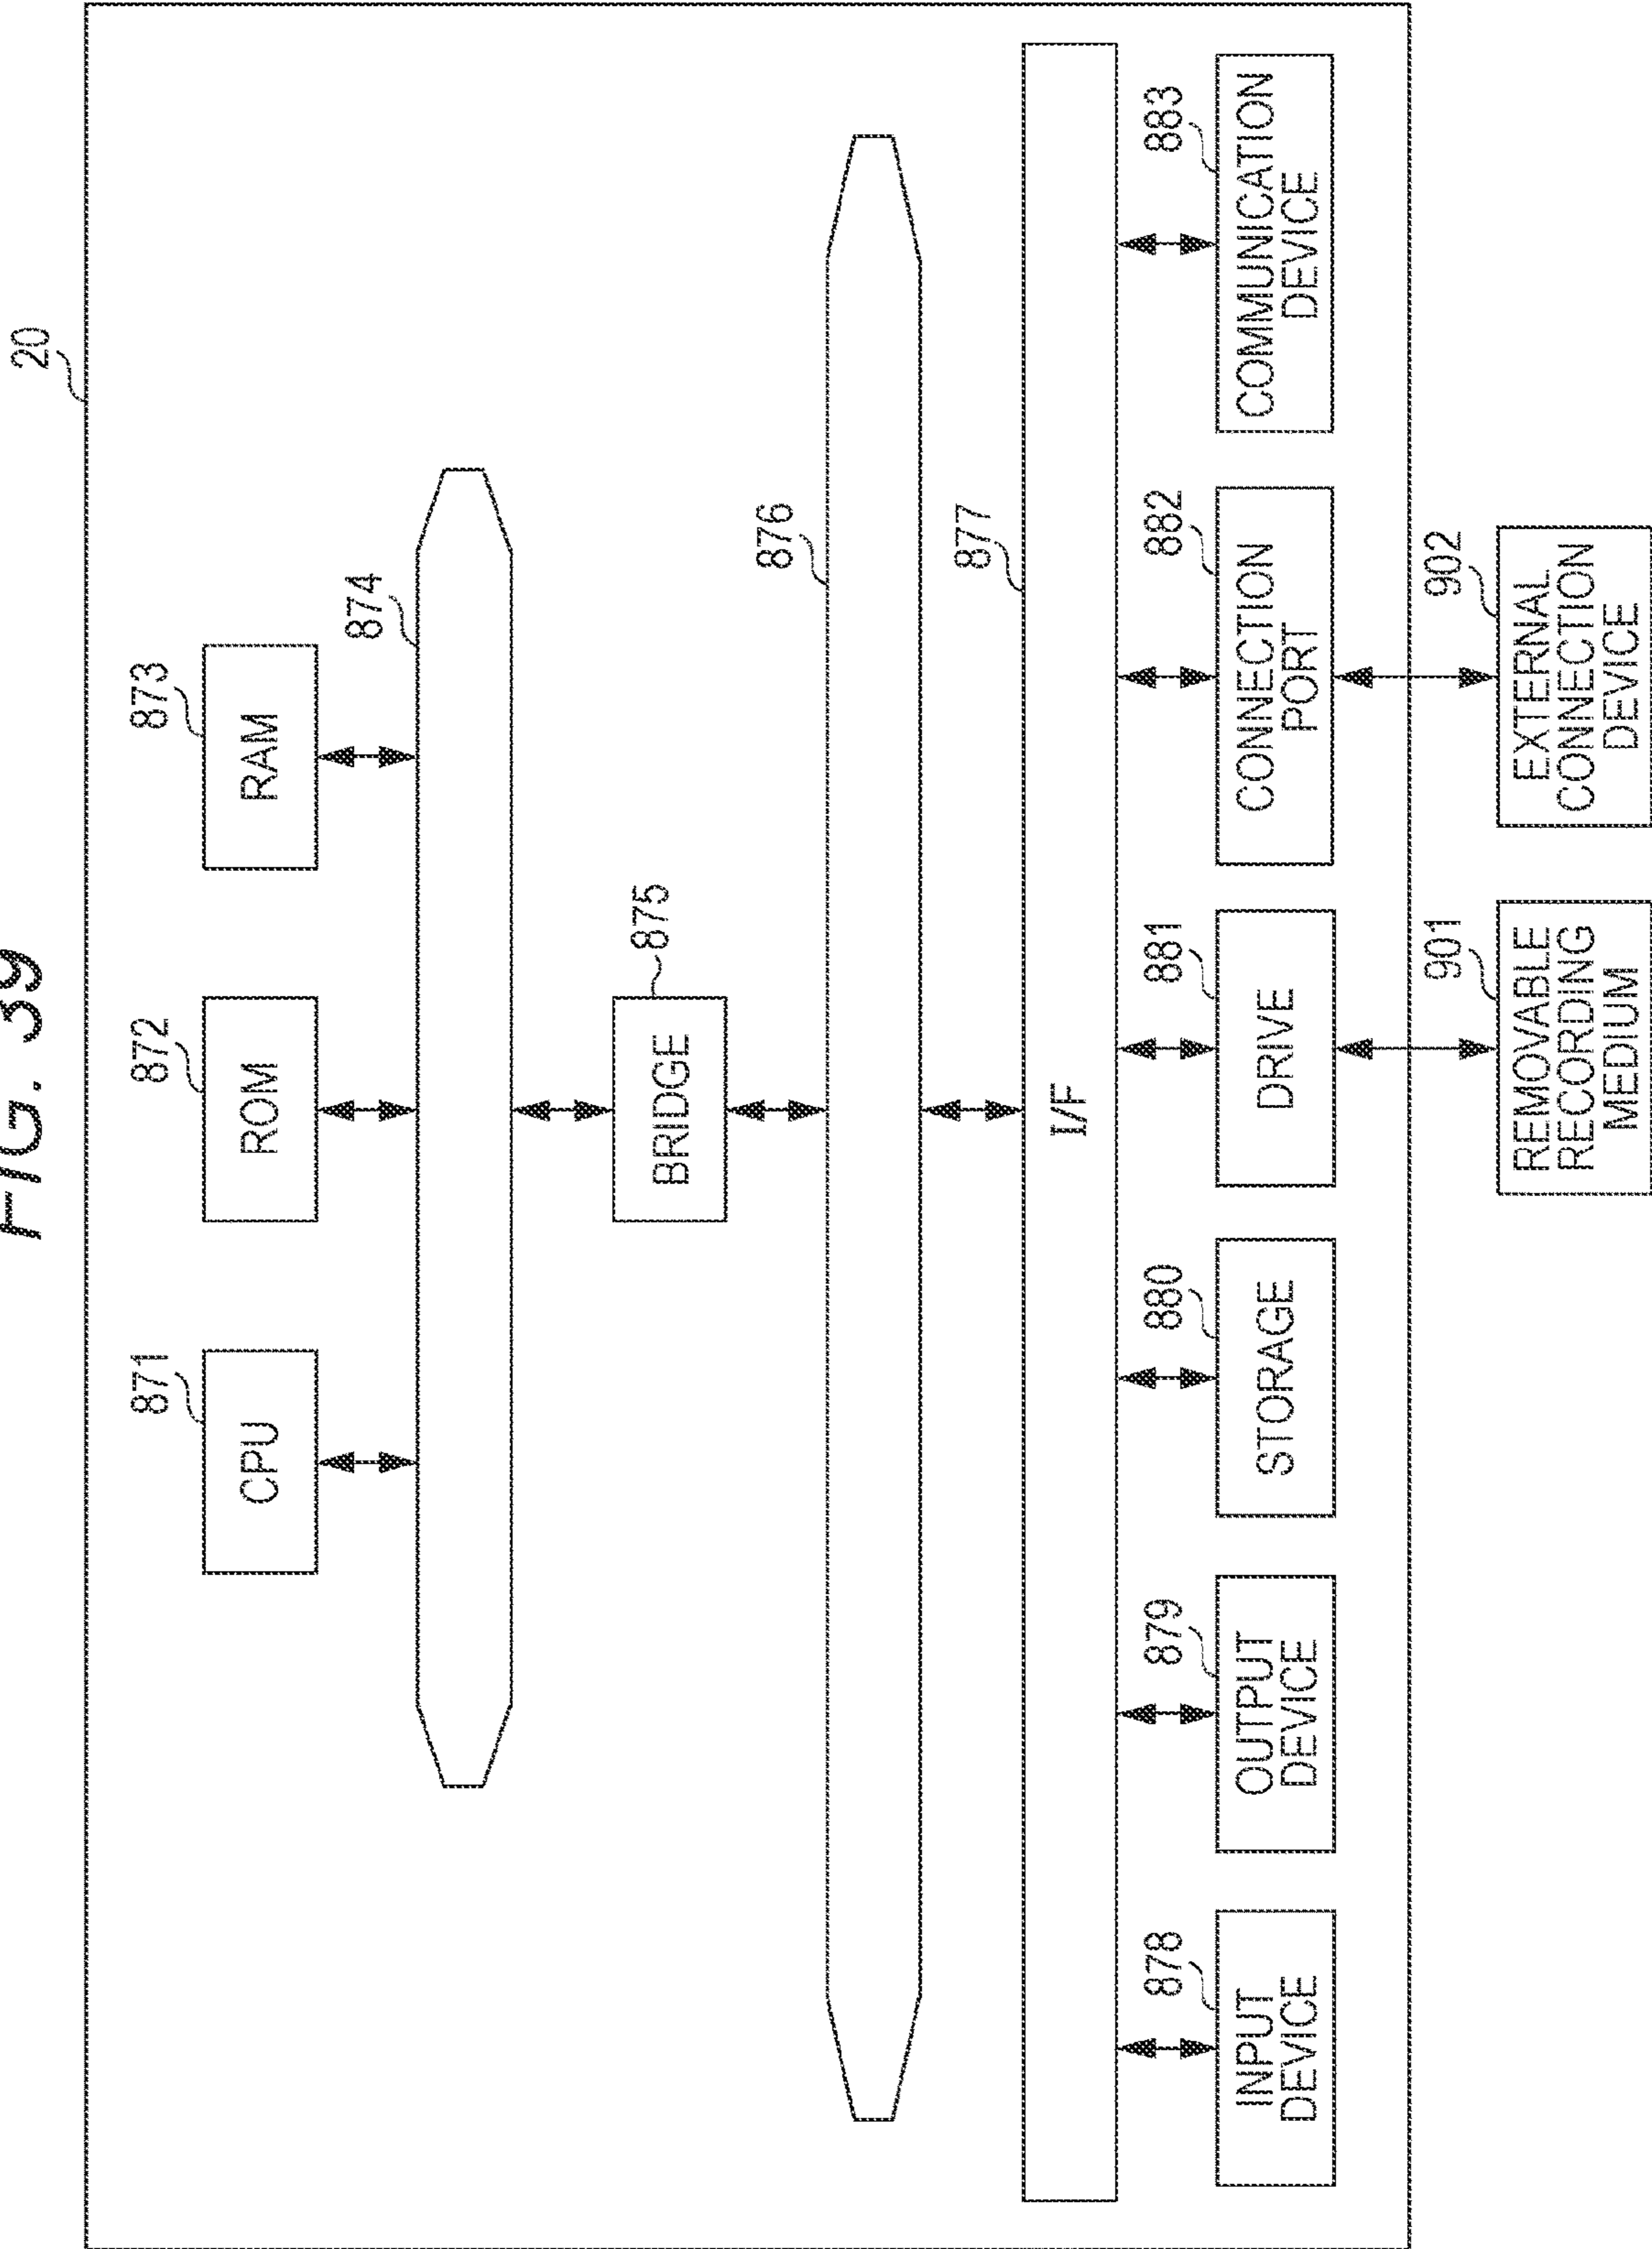 FIG. 39
20
871
872
873
CPU
ROM
RAM
874
BRIDGE
875
876
877
I/F
878
879
880
881
882
883
INPUT
DEVICE
OUTPUT
DEVICE
STORAGE
DRIVE
CONNECTION
PORT
COMMUNICATION
DEVICE
901
902
REMOVABLE
RECORDING
MEDIUM
EXTERNAL
CONNECTION
DEVICE